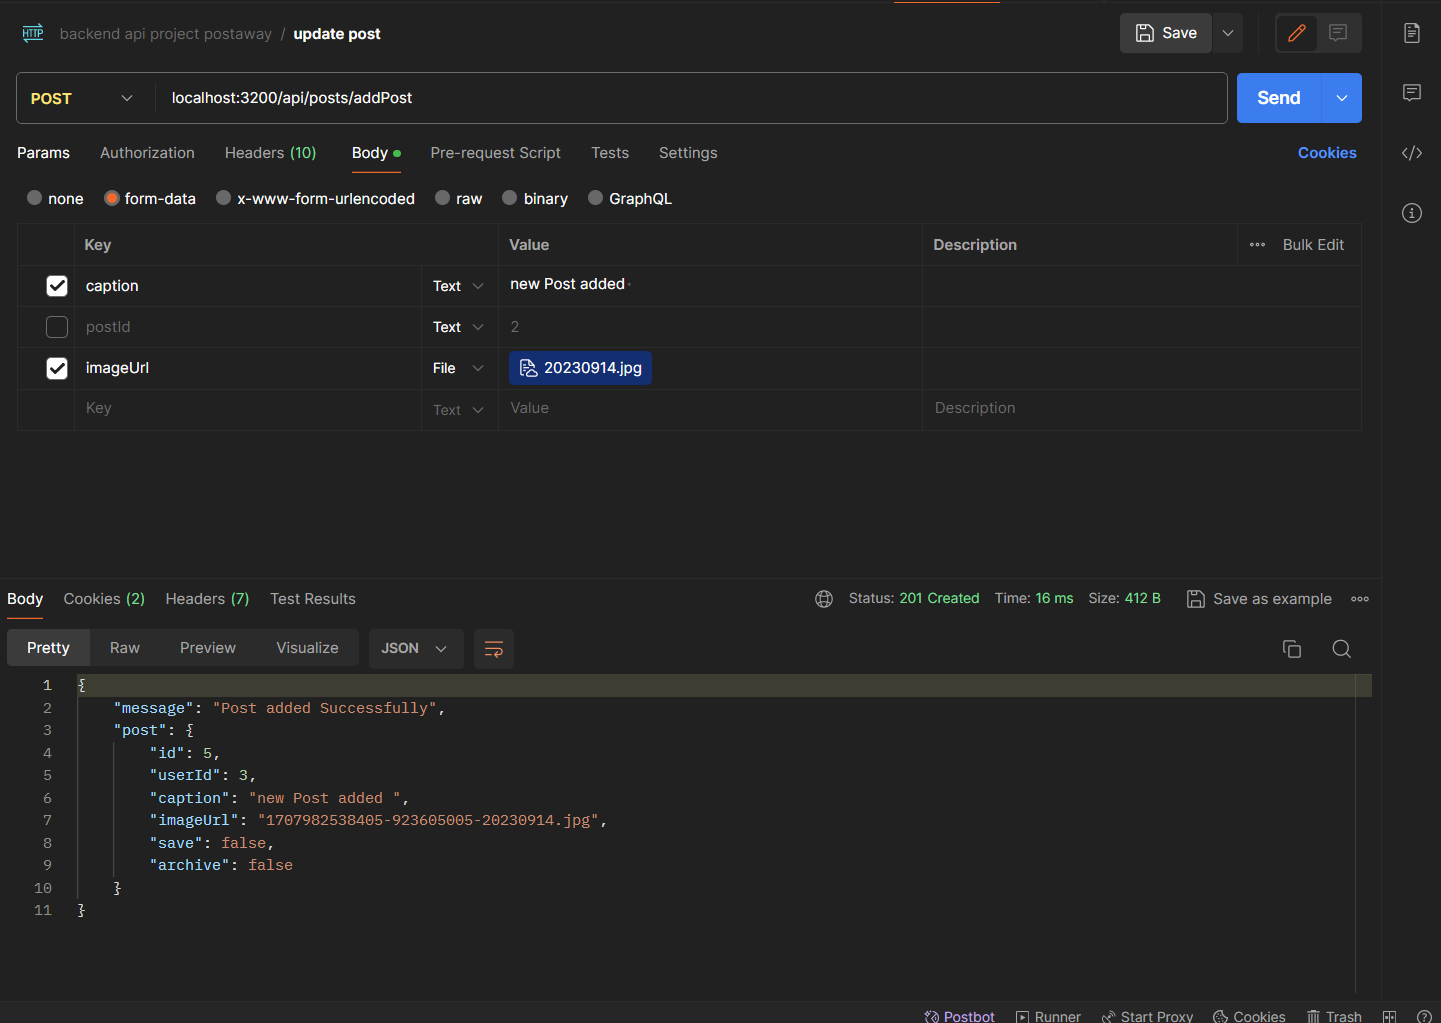 HTTP backend api project postaway / update post Save
POST localhost:3200/api/posts/addPost Send
Params Authorization Headers (10) Body Pre-request Script Tests Settings Cookies
none form-data x-www-form-urlencoded raw binary GraphQL
Key Value Description Bulk Edit
caption Text new Post added
postId Text 2
imageUrl File 20230914.jpg
Key Text Value Description
Body Cookies (2) Headers (7) Test Results Status: 201 Created Time: 16 ms Size: 412 B Save as example
Pretty Raw Preview Visualize JSON
1 {
2 "message": "Post added Successfully",
3 "post": {
4 "id": 5,
5 "userId": 3,
6 "caption": "new Post added ",
7 "imageUrl": "1707982538405-923605005-20230914.jpg",
8 "save": false,
9 "archive": false
10 }
11 }
Postbot Runner Start Proxy Cookies Trash